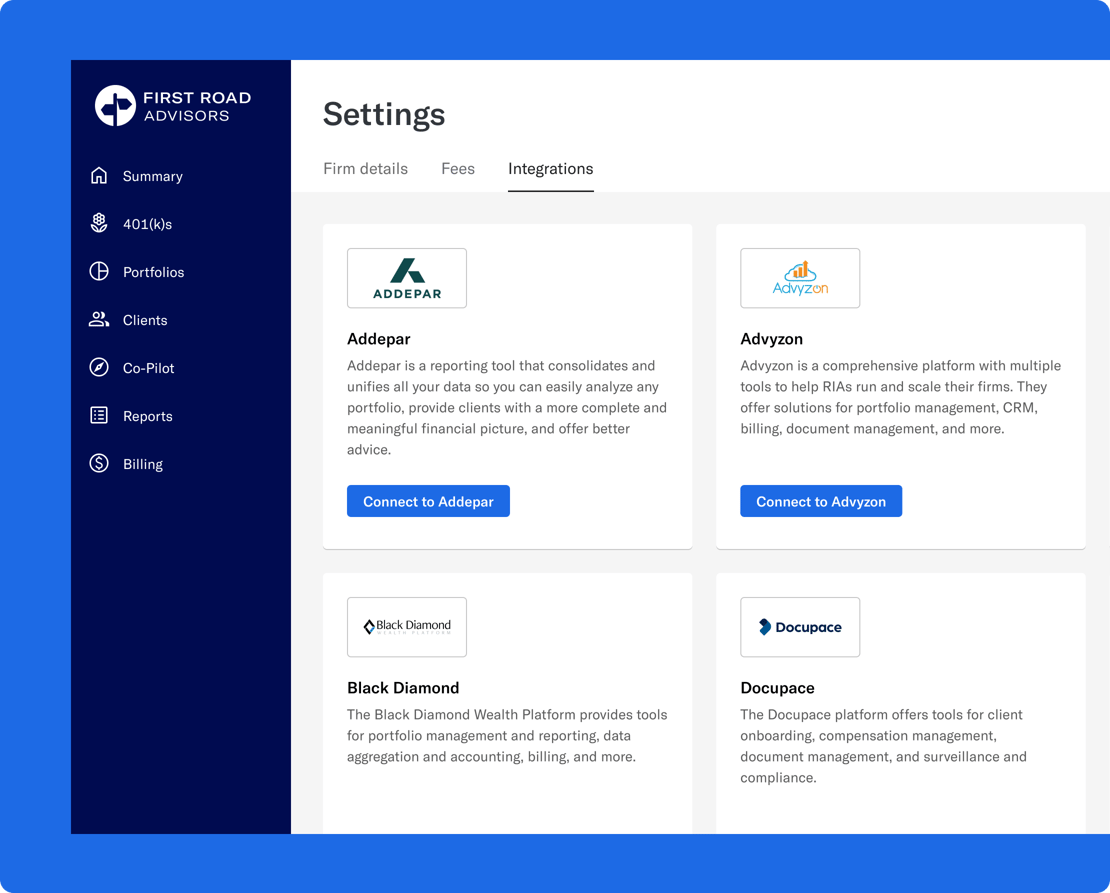 FIRST ROAD
ADVISORS
Summary
401(k)s
Portfolios
Clients
Co-Pilot
Reports
Billing
Settings
Firm details Fees Integrations
ADDEPAR
Addepar
Addepar is a reporting tool that consolidates and
unifies all your data so you can easily analyze any
portfolio, provide clients with a more complete and
meaningful financial picture, and offer better
advice.
Connect to Addepar
Advyzon
Advyzon
Advyzon is a comprehensive platform with multiple
tools to help RIAs run and scale their firms. They
offer solutions for portfolio management, CRM,
billing, document management, and more.
Connect to Advyzon
Black Diamond
WEALTH PLATFORM
Black Diamond
The Black Diamond Wealth Platform provides tools
for portfolio management and reporting, data
aggregation and accounting, billing, and more.
Docupace
Docupace
The Docupace platform offers tools for client
onboarding, compensation management,
document management, and surveillance and
compliance.